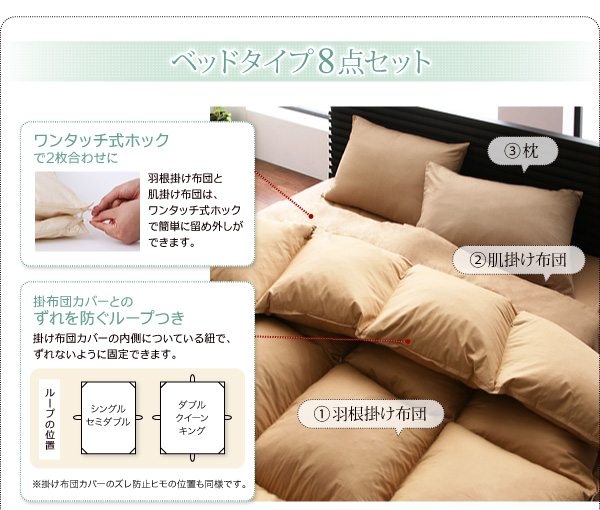 ベッドタイプ8点セット
ワンタッチ式ホック
で2枚合わせに
羽根掛け布団と
肌掛け布団は、
ワンタッチ式ホック
で簡単に留め外しが
できます。
③枕
②肌掛け布団
①羽根掛け布団
掛布団カバーとの
ずれを防ぐループつき
掛け布団カバーの内側についている紐で、
ずれないように固定できます。
ループの位置
シングル
セミダブル
ダブル
クイーン
キング
※掛け布団カバーのズレ防止ヒモの位置も同様です。